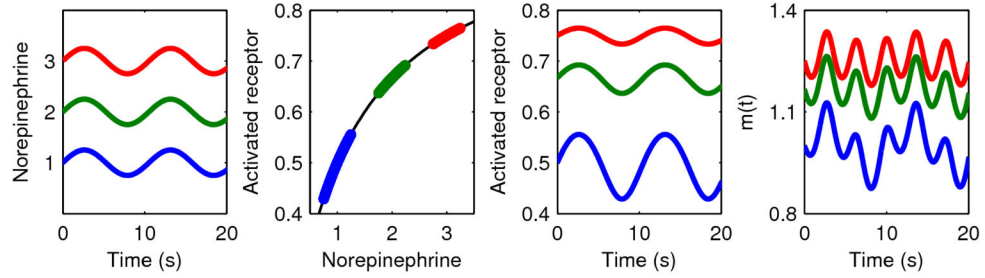 Norepinephrine
3
2
1
0 10 20
Time (s)
Activated receptor
0.8
0.7
0.6
0.5
0.4
1 2 3
Norepinephrine
Activated receptor
0.8
0.7
0.6
0.5
0.4
0 10 20
Time (s)
m(t)
1.4
1.1
0.8
0 10 20
Time (s)